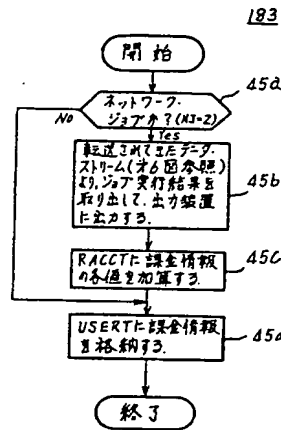 193
開始
45a
ネットワーク・
ジョブか?(NJ=2)
No
Yes
転送されてきたデータ・
ストリーム(才6図参照)
より、ジョブ実行結果を
取り出して、出力装置
に出力する.
45b
RACCTに課金情報
の各値を加算する.
45c
USERTに課金情報
を格納する.
45d
終了